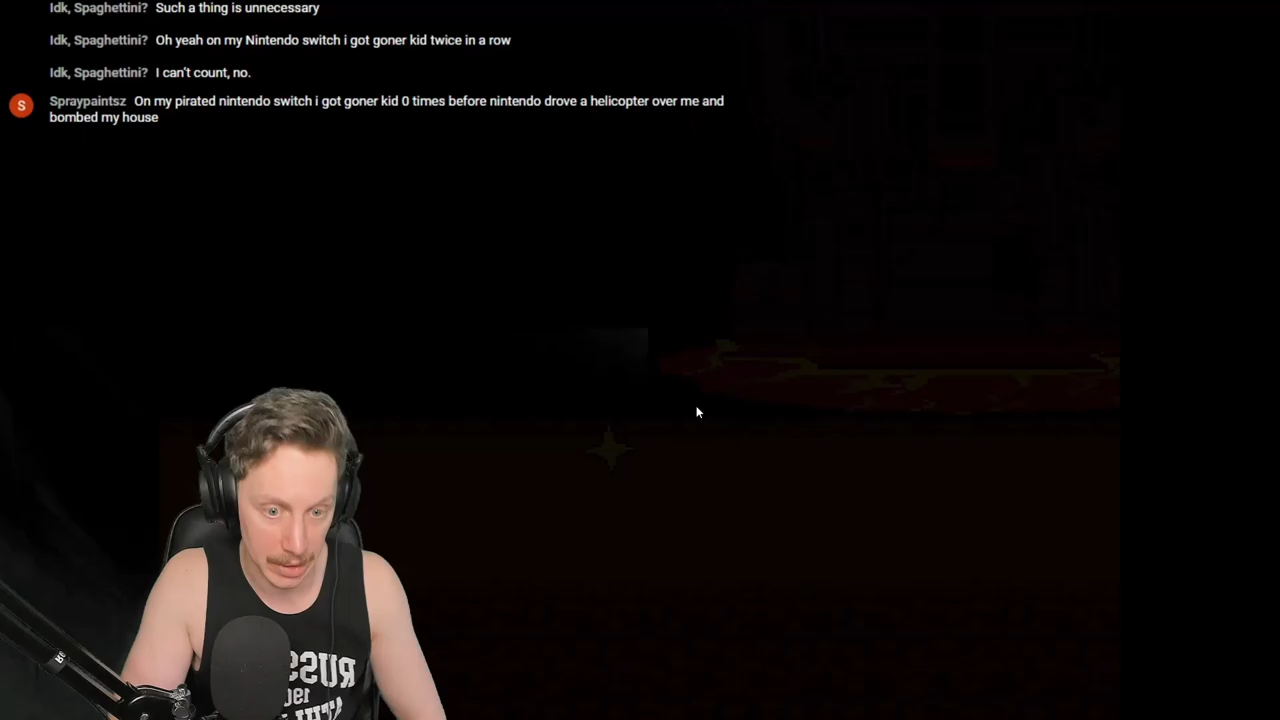 Idk, Spaghettini? Such a thing is unnecessary
Idk, Spaghettini? Oh yeah on my Nintendo switch i got goner kid twice in a row
Idk, Spaghettini? I can't count, no.
S Spraypaintsz On my pirated nintendo switch i got goner kid 0 times before nintendo drove a helicopter over me and
bombed my house
RUSS